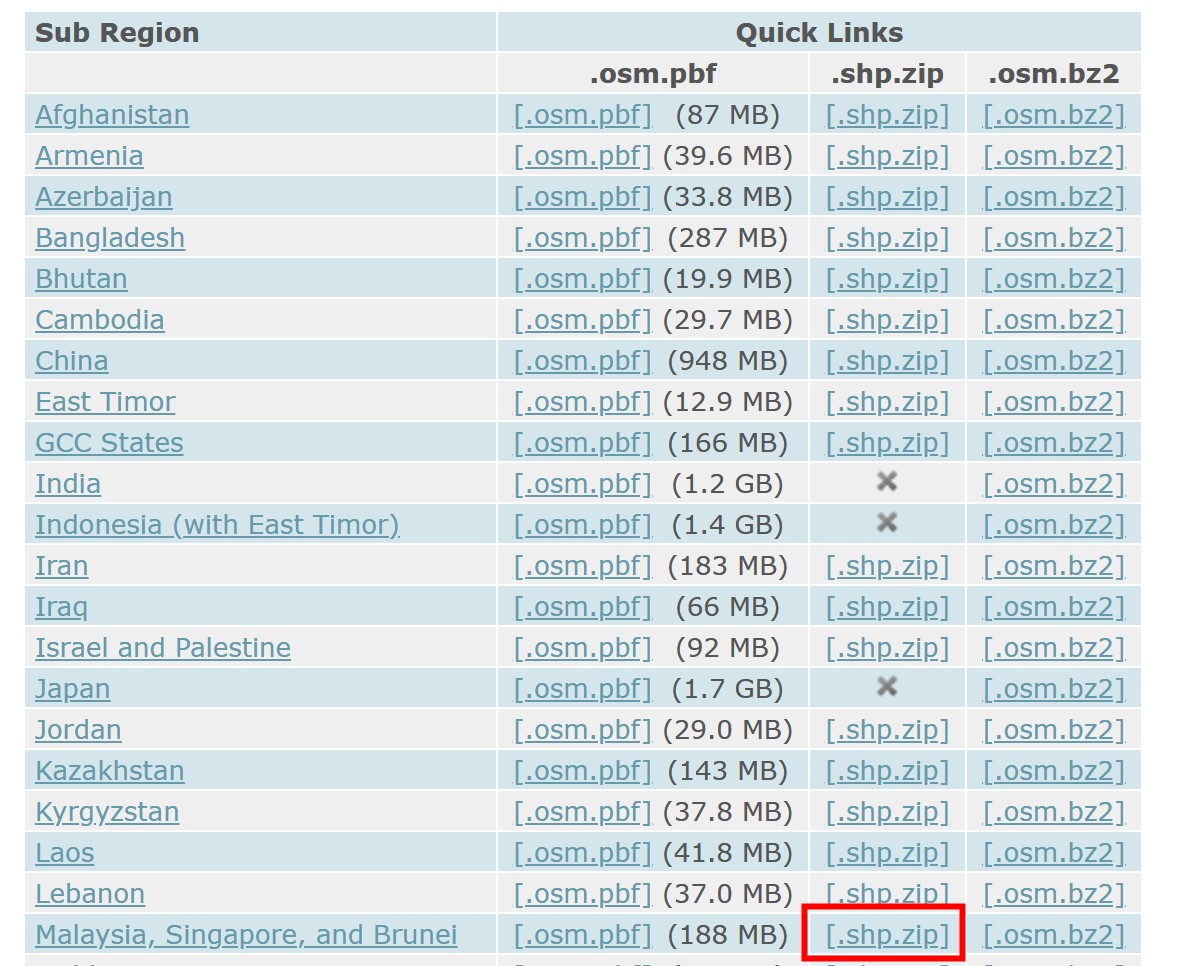 Sub Region Quick Links
.osm.pbf .shp.zip .osm.bz2
Afghanistan [.osm.pbf] (87 MB) [.shp.zip] [.osm.bz2]
Armenia [.osm.pbf] (39.6 MB) [.shp.zip] [.osm.bz2]
Azerbaijan [.osm.pbf] (33.8 MB) [.shp.zip] [.osm.bz2]
Bangladesh [.osm.pbf] (287 MB) [.shp.zip] [.osm.bz2]
Bhutan [.osm.pbf] (19.9 MB) [.shp.zip] [.osm.bz2]
Cambodia [.osm.pbf] (29.7 MB) [.shp.zip] [.osm.bz2]
China [.osm.pbf] (948 MB) [.shp.zip] [.osm.bz2]
East Timor [.osm.pbf] (12.9 MB) [.shp.zip] [.osm.bz2]
GCC States [.osm.pbf] (166 MB) [.shp.zip] [.osm.bz2]
India [.osm.pbf] (1.2 GB) [.osm.bz2]
Indonesia (with East Timor) [.osm.pbf] (1.4 GB) [.osm.bz2]
Iran [.osm.pbf] (183 MB) [.shp.zip] [.osm.bz2]
Iraq [.osm.pbf] (66 MB) [.shp.zip] [.osm.bz2]
Israel and Palestine [.osm.pbf] (92 MB) [.shp.zip] [.osm.bz2]
Japan [.osm.pbf] (1.7 GB) [.osm.bz2]
Jordan [.osm.pbf] (29.0 MB) [.shp.zip] [.osm.bz2]
Kazakhstan [.osm.pbf] (143 MB) [.shp.zip] [.osm.bz2]
Kyrgyzstan [.osm.pbf] (37.8 MB) [.shp.zip] [.osm.bz2]
Laos [.osm.pbf] (41.8 MB) [.shp.zip] [.osm.bz2]
Lebanon [.osm.pbf] (37.0 MB) [.shp.zip] [.osm.bz2]
Malaysia, Singapore, and Brunei [.osm.pbf] (188 MB) [.shp.zip] [.osm.bz2]